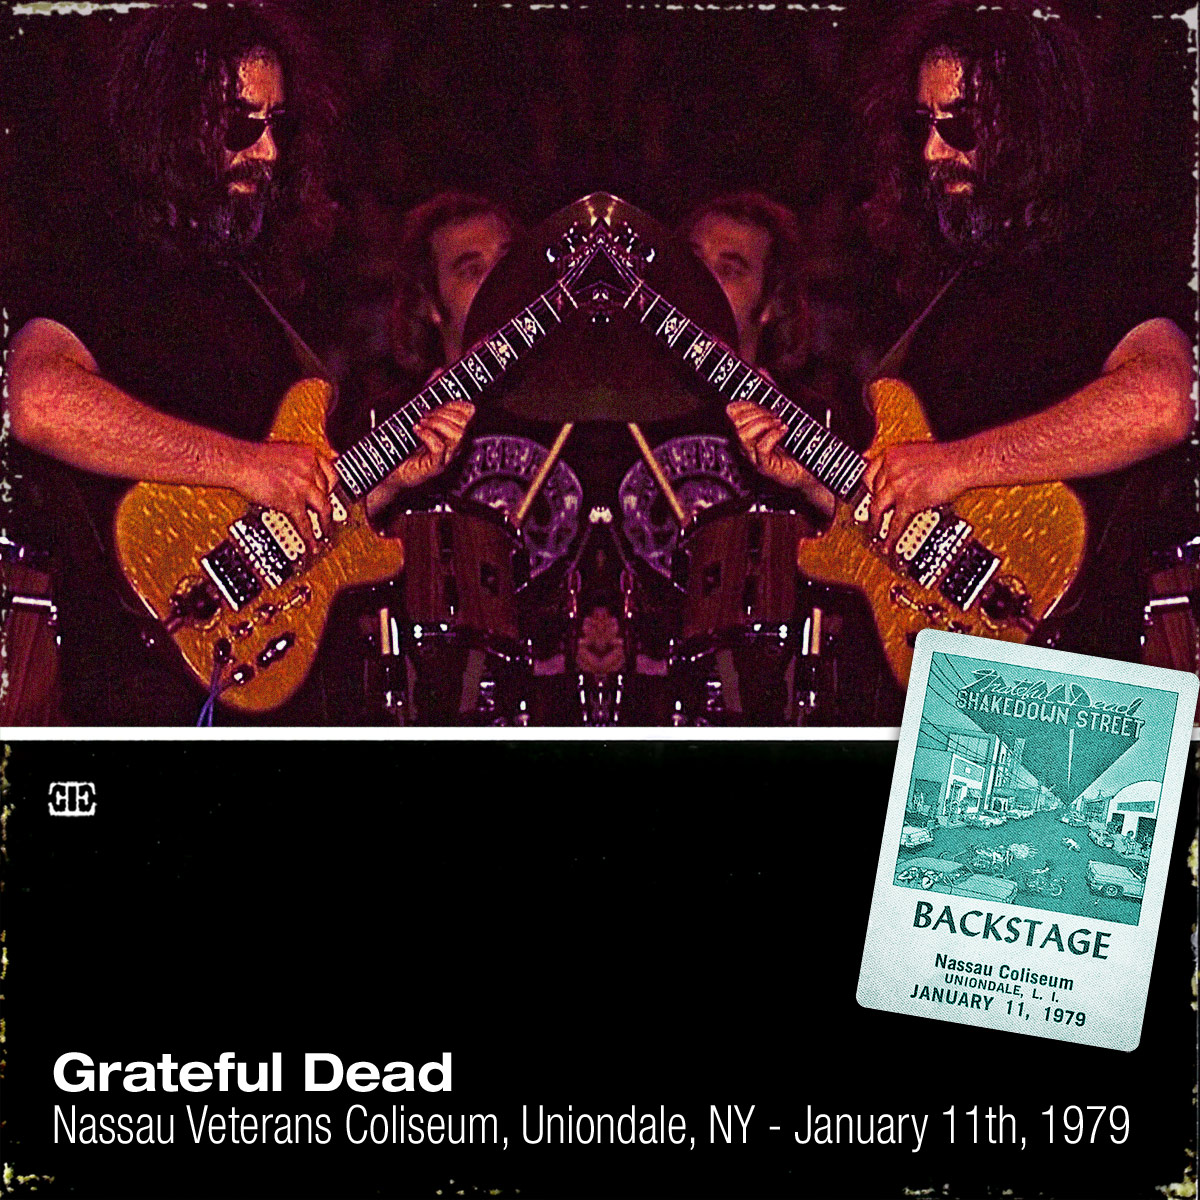 Grateful Dead
SHAKEDOWN STREET
BACKSTAGE
Nassau Coliseum
UNIONDALE, L. I.
JANUARY 11, 1979
Grateful Dead
Nassau Veterans Coliseum, Uniondale, NY - January 11th, 1979